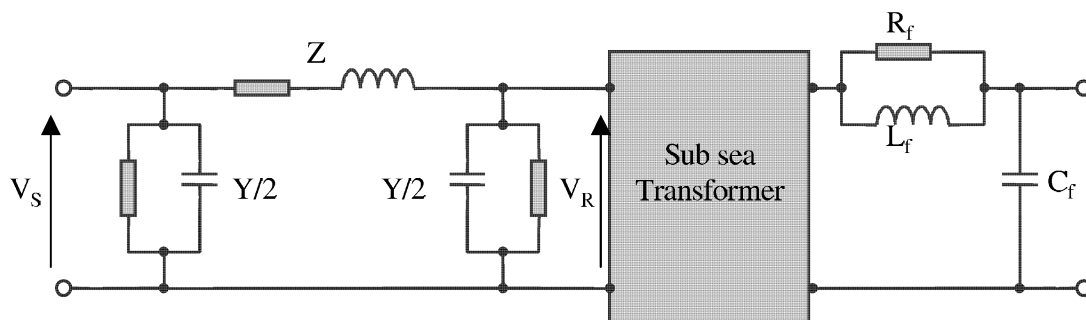 Z
V_S
Y/2
Y/2
V_R
Sub sea
Transformer
R_f
L_f
C_f